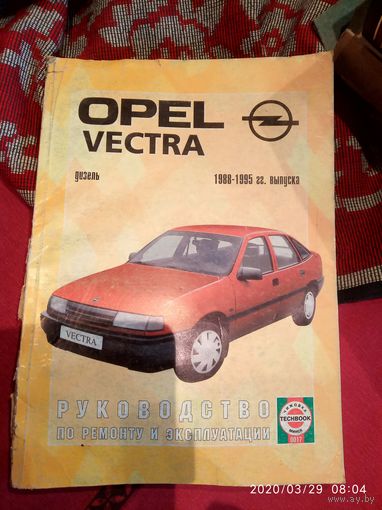 OPEL
VECTRA
дизель
1988-1995 гг. выпуска
VECTRA
РУКОВОДСТВО
ПО РЕМОНТУ И ЭКСПЛУАТАЦИИ
TECHBOOK
0017
2020/03/29 08:04
ay.by